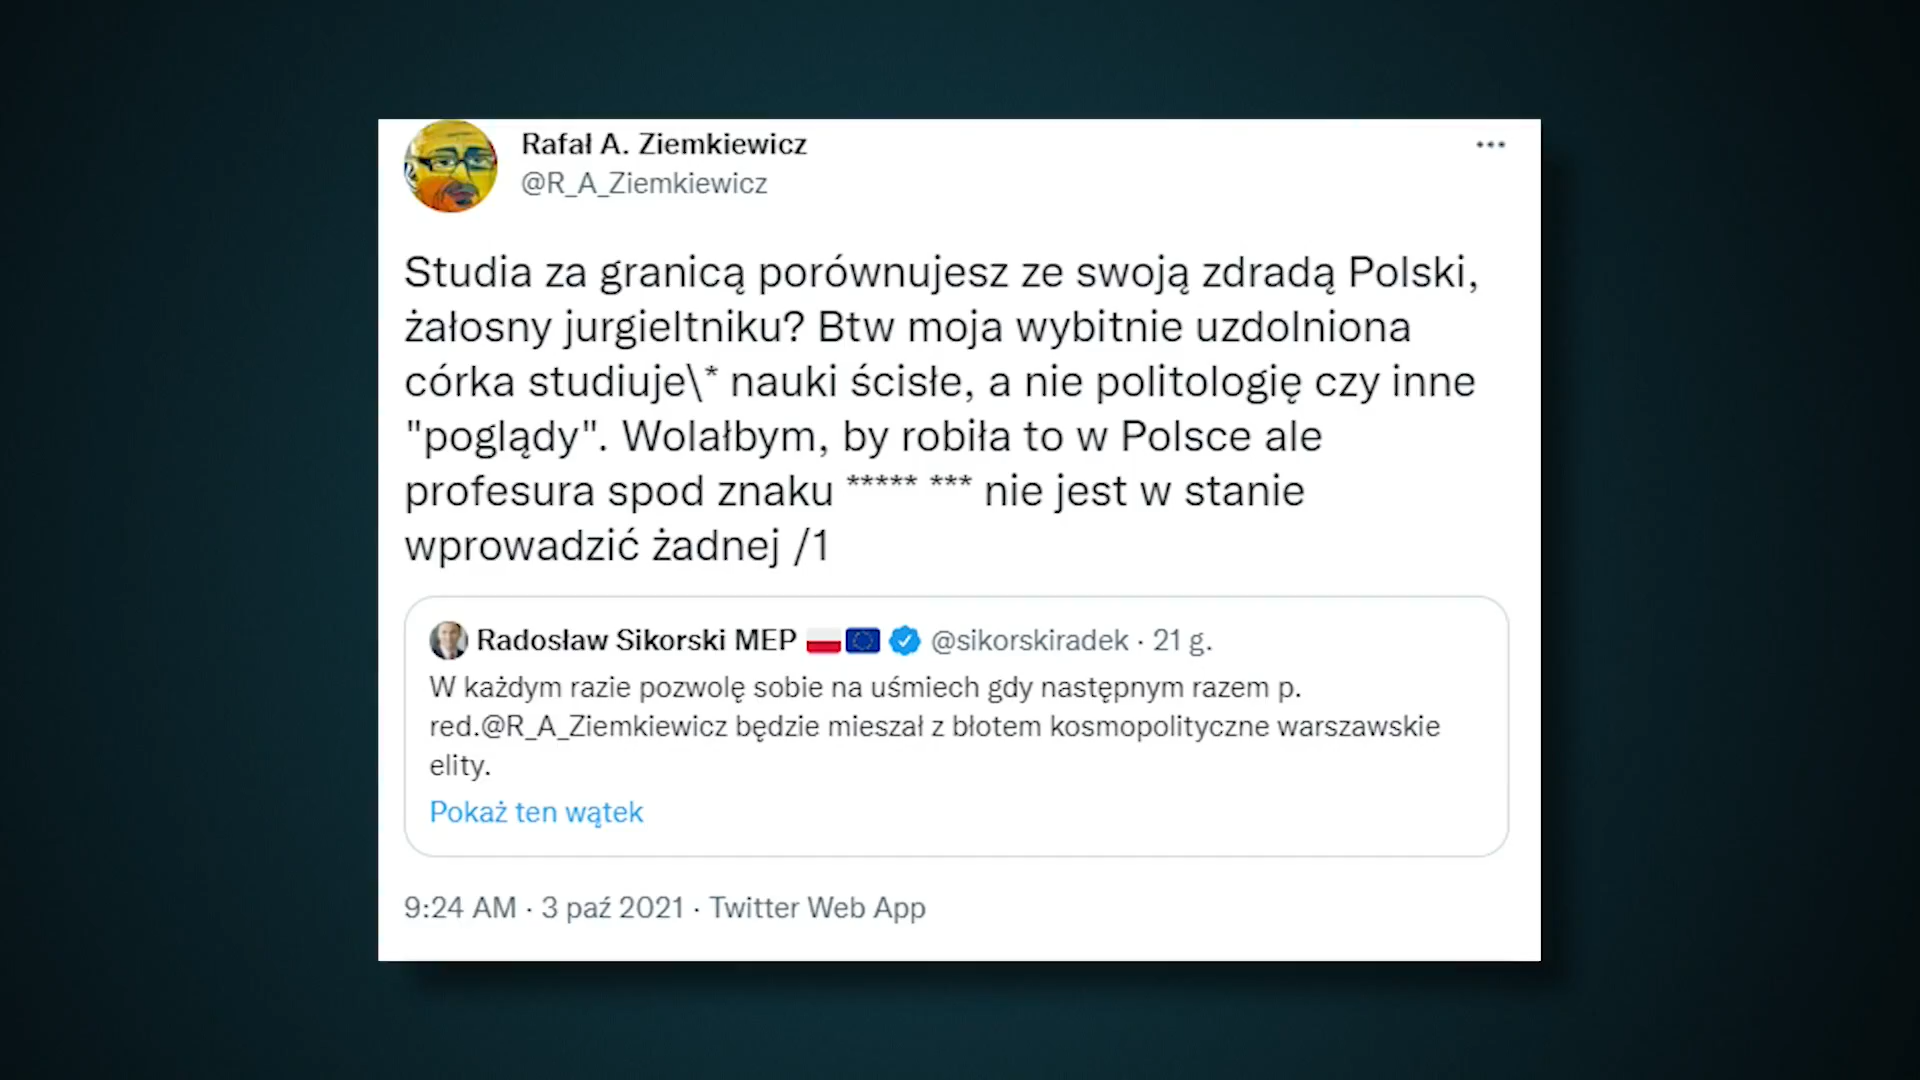 Rafał A. Ziemkiewicz
@R_A_Ziemkiewicz
Studia za granicą porównujesz ze swoją zdradą Polski,
żałosny jurgieltniku? Btw moja wybitnie uzdolniona
córka studiuje\* nauki ścisłe, a nie politologię czy inne
"poglądy". Wolałbym, by robiła to w Polsce ale
profesura spod znaku ***** *** nie jest w stanie
wprowadzić żadnej /1
Radosław Sikorski MEP @sikorskiradek · 21 g.
W każdym razie pozwolę sobie na uśmiech gdy następnym razem p.
red.@R_A_Ziemkiewicz będzie mieszał z błotem kosmopolityczne warszawskie
elity.
Pokaż ten wątek
9:24 AM · 3 paź 2021 · Twitter Web App